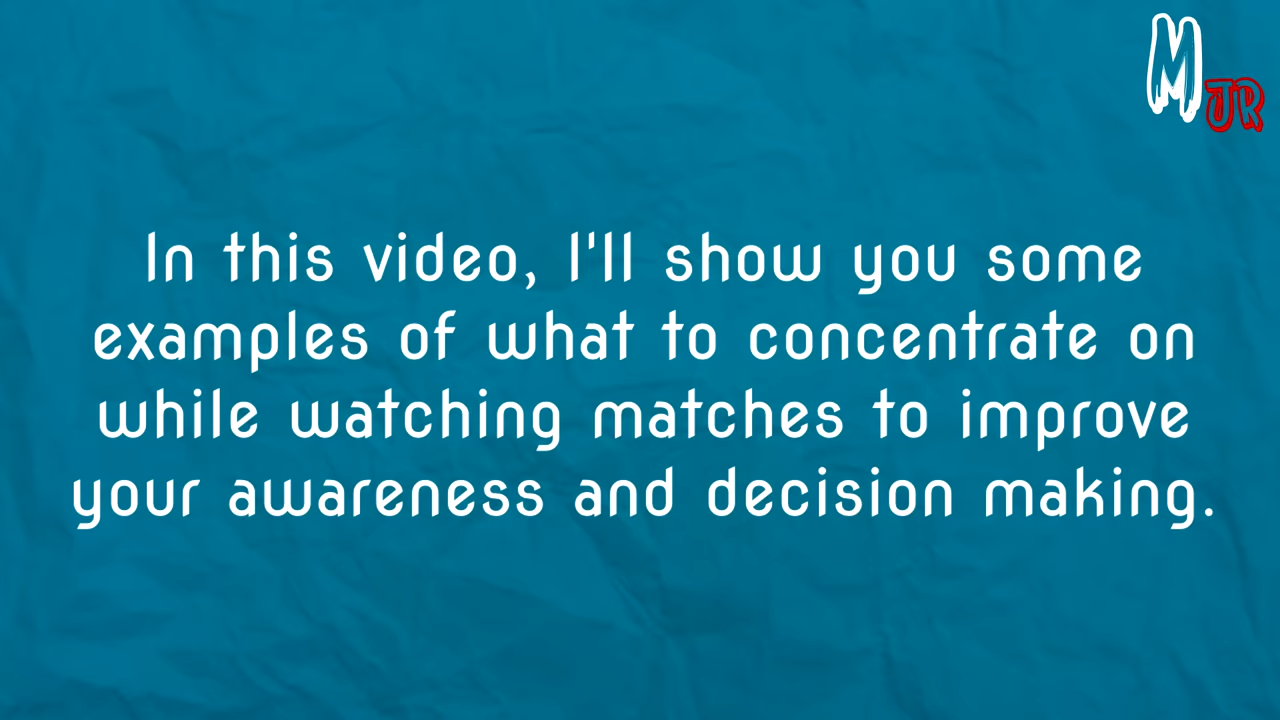 M
JR
In this video, I'll show you some
examples of what to concentrate on
while watching matches to improve
your awareness and decision making.